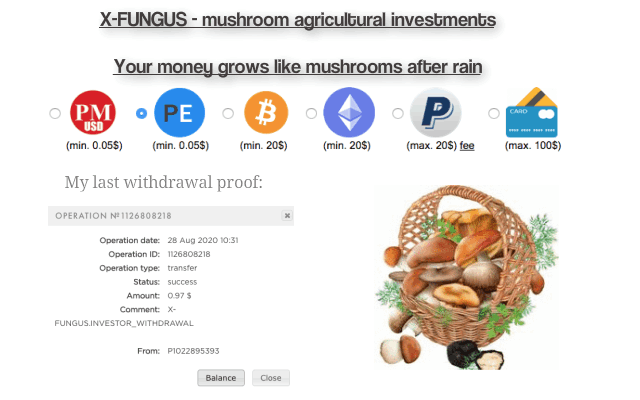 X-FUNGUS - mushroom agricultural investments
Your money grows like mushrooms after rain
PM
USD
PE
CARD
(min. 0.05$) (min. 0.05$) (min. 20$) (min. 20$) (max. 20$) fee (max. 100$)
My last withdrawal proof:
OPERATION №1126808218
Operation date: 28 Aug 2020 10:31
Operation ID: 1126808218
Operation type: transfer
Status: success
Amount: 0.97 $
Comment: X-
FUNGUS.INVESTOR_WITHDRAWAL
From: P1022895393
Balance Close